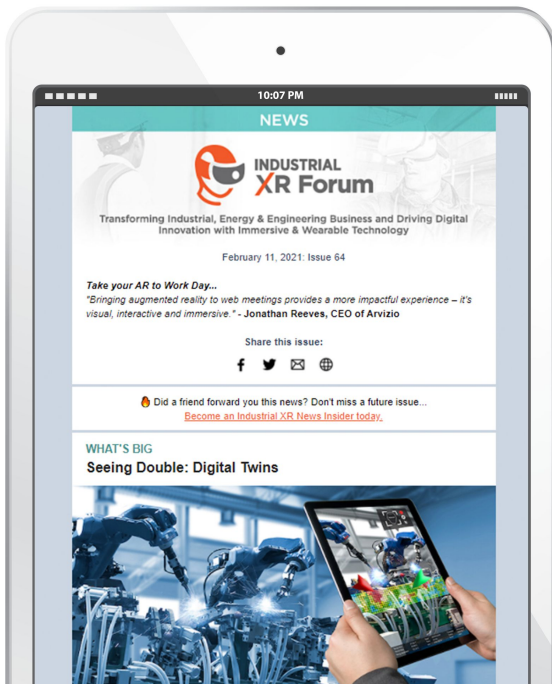 10:07 PM
NEWS
INDUSTRIAL
XR Forum
Transforming Industrial, Energy & Engineering Business and Driving Digital
Innovation with Immersive & Wearable Technology
February 11, 2021: Issue 64
Take your AR to Work Day...
"Bringing augmented reality to web meetings provides a more impactful experience – it's
visual, interactive and immersive." - Jonathan Reeves, CEO of Arvizio
Share this issue:
Did a friend forward you this news? Don't miss a future issue...
Become an Industrial XR News Insider today.
WHAT'S BIG
Seeing Double: Digital Twins